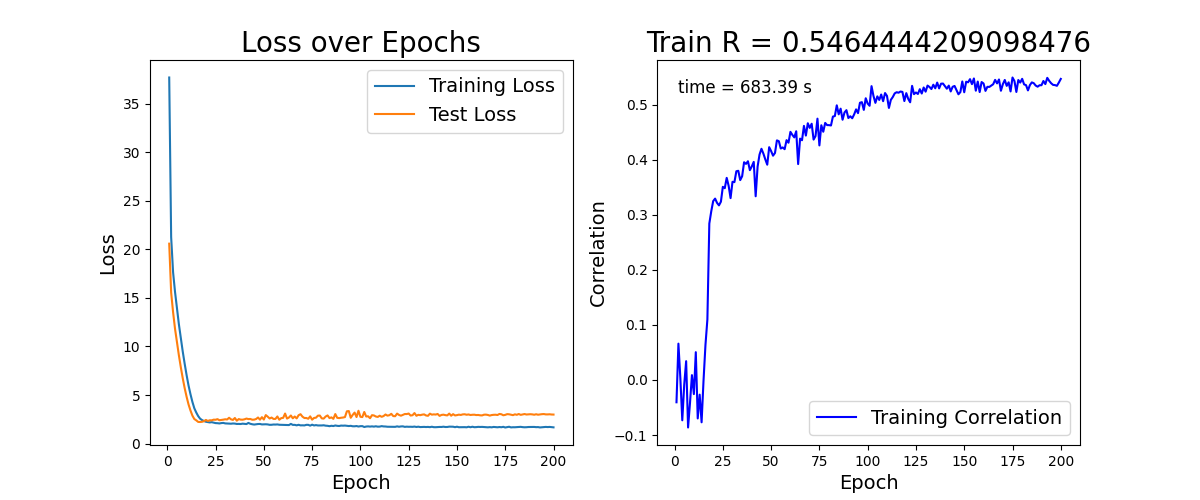 Loss over Epochs
Training Loss
Test Loss
35
30
25
20
15
10
5
0
Loss
0 25 50 75 100 125 150 175 200
Epoch
Train R = 0.5464444209098476
time = 683.39 s
0.5
0.4
0.3
0.2
0.1
0.0
−0.1
Correlation
Training Correlation
0 25 50 75 100 125 150 175 200
Epoch